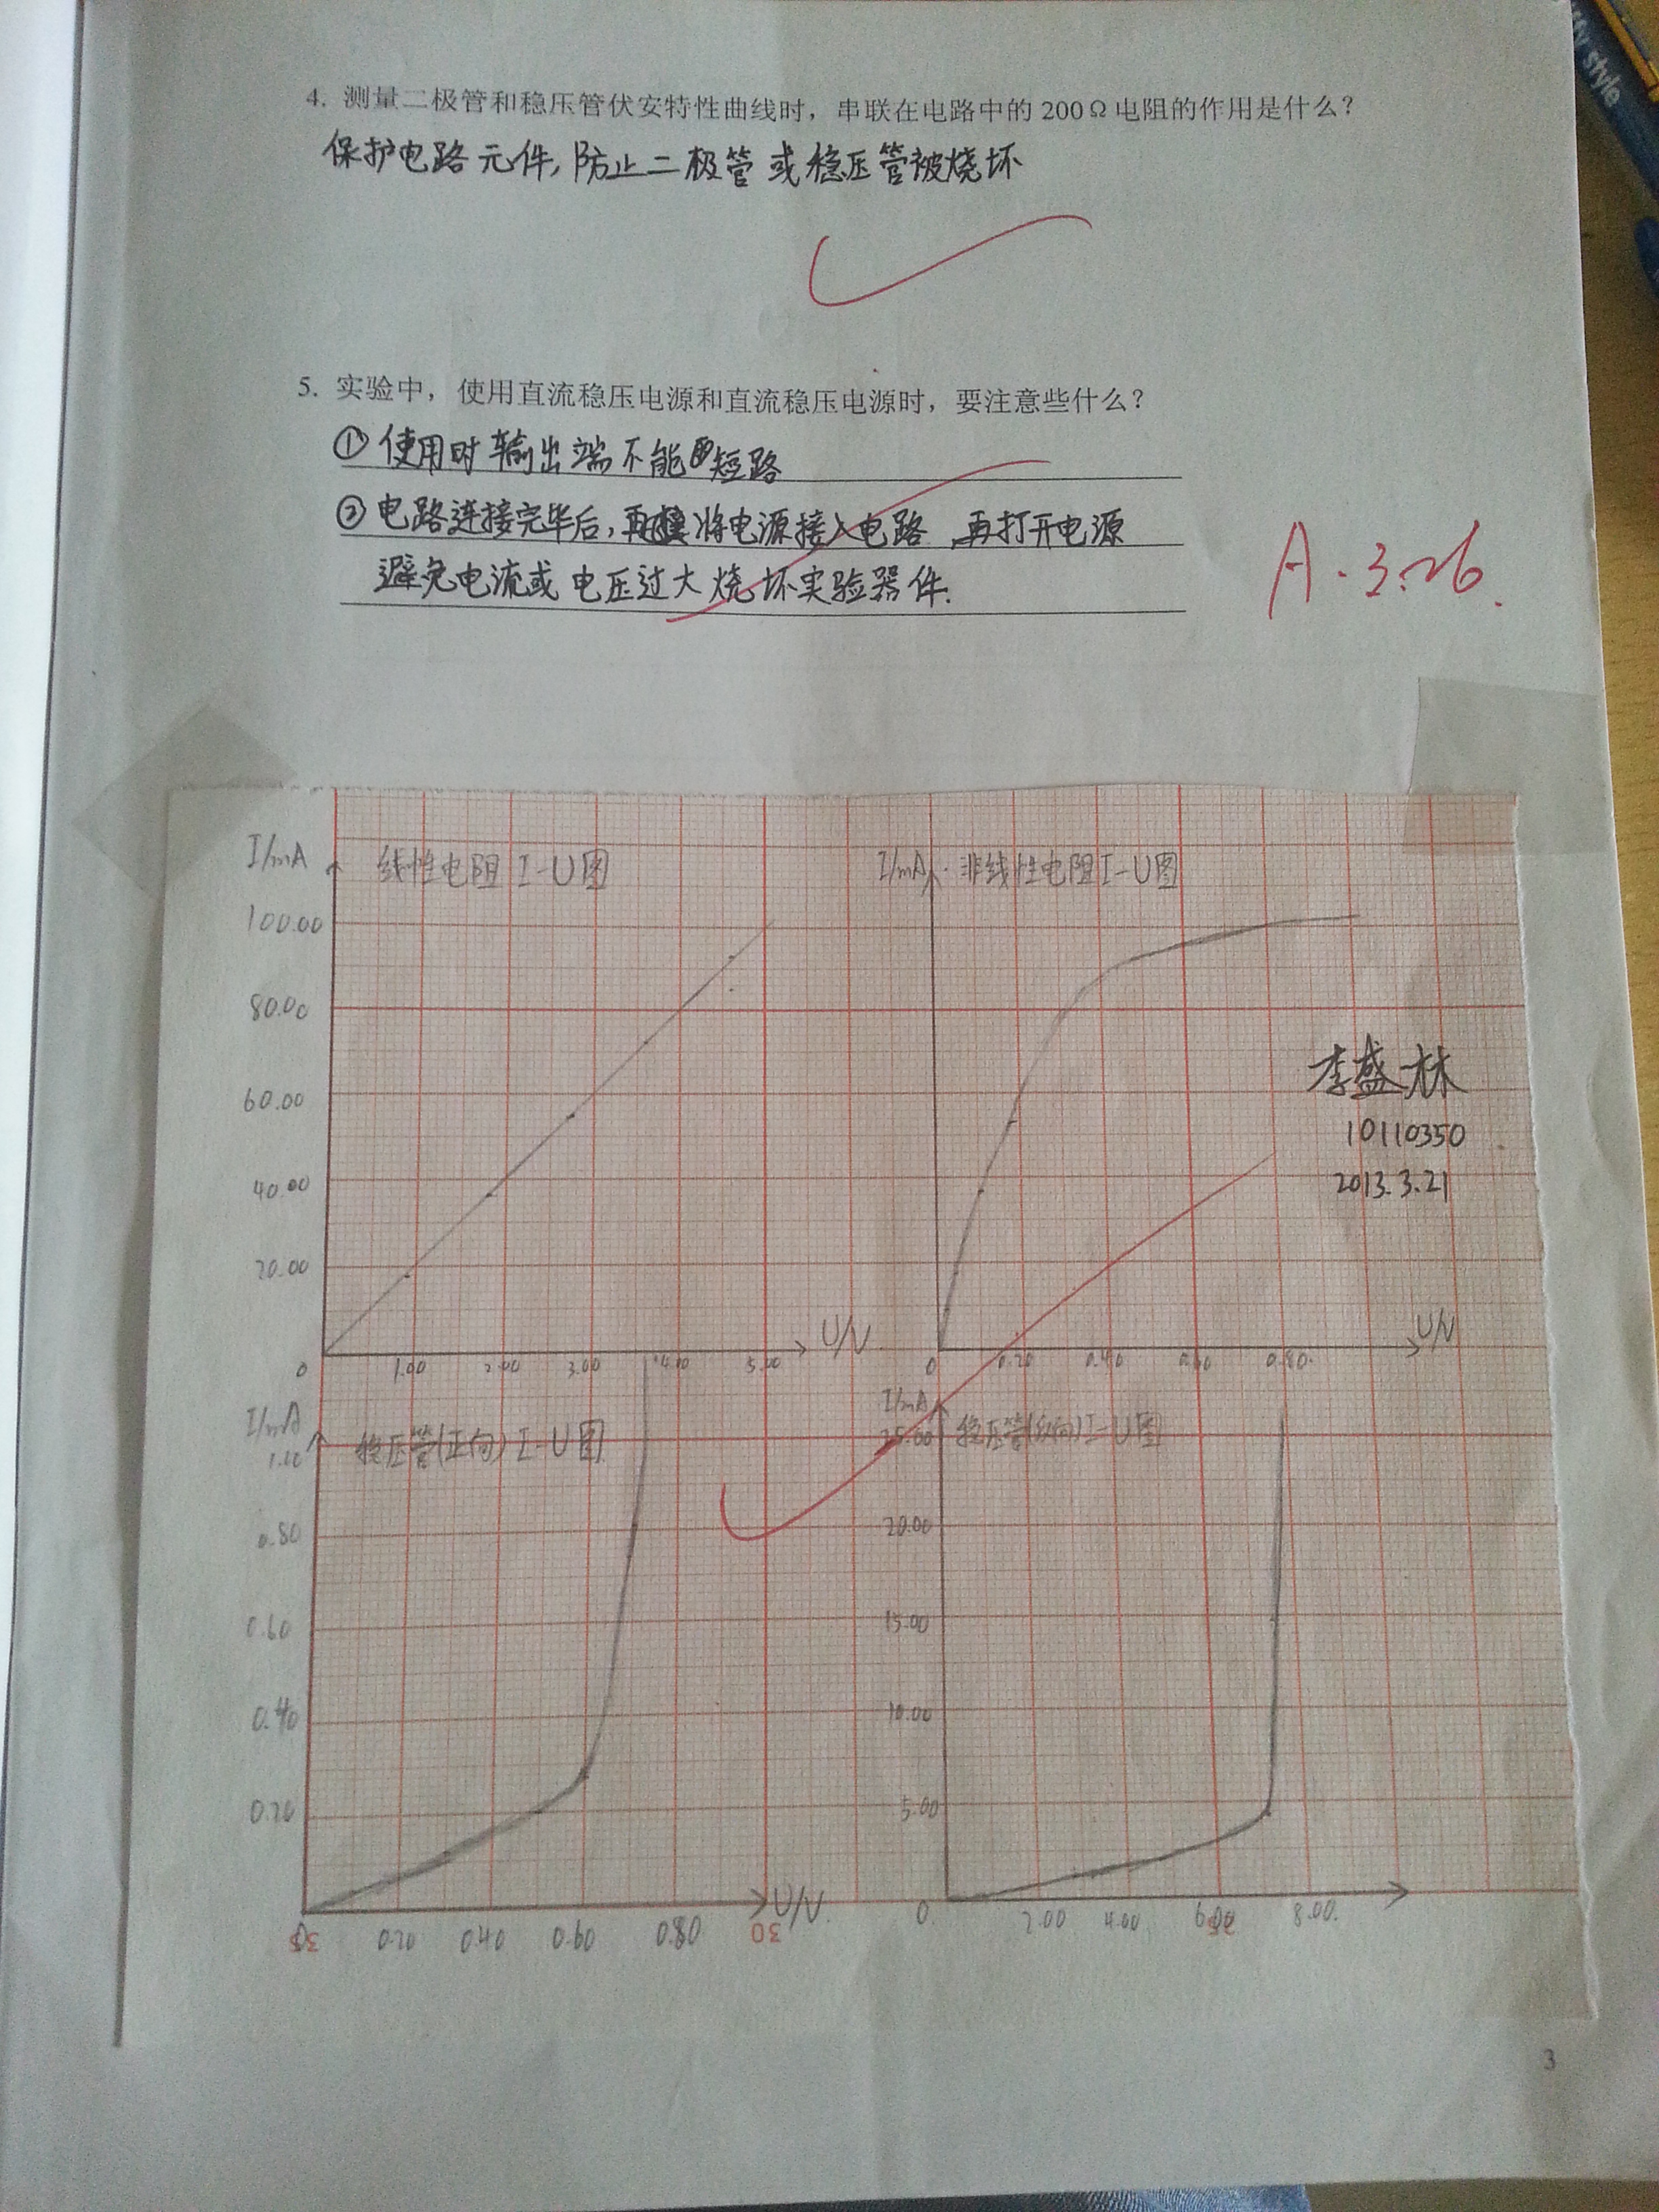 My style
4. 测量二极管和稳压管伏安特性曲线时，串联在电路中的 200Ω 电阻的作用是什么？
保护电路元件,防止二极管或稳压管被烧坏
5. 实验中，使用直流稳压电源和直流稳压电源时，要注意些什么？
①使用时输出端不能短路
②电路连接完毕后,再将电源接入电路,再打开电源
避免电流或电压过大烧坏实验器件.
A. 3.26.
I/mA 线性电阻 I-U图
100.00
80.00
60.00
40.00
20.00
0 1.00 2.00 3.00 4.00 5.00 U/V
I/mA 非线性电阻 I-U图
0 0.20 0.40 0.60 0.80 U/V
李盛林
10110350
2013.3.21
I/mA 稳压管(正向) I-U图
0.80
0.60
0.40
0.20
0.20 0.40 0.60 0.80 U/V
35 30
I/mA 稳压管(反向) I-U图
25.00
20.00
15.00
10.00
5.00
0 2.00 4.00 6.00 8.00
25
3